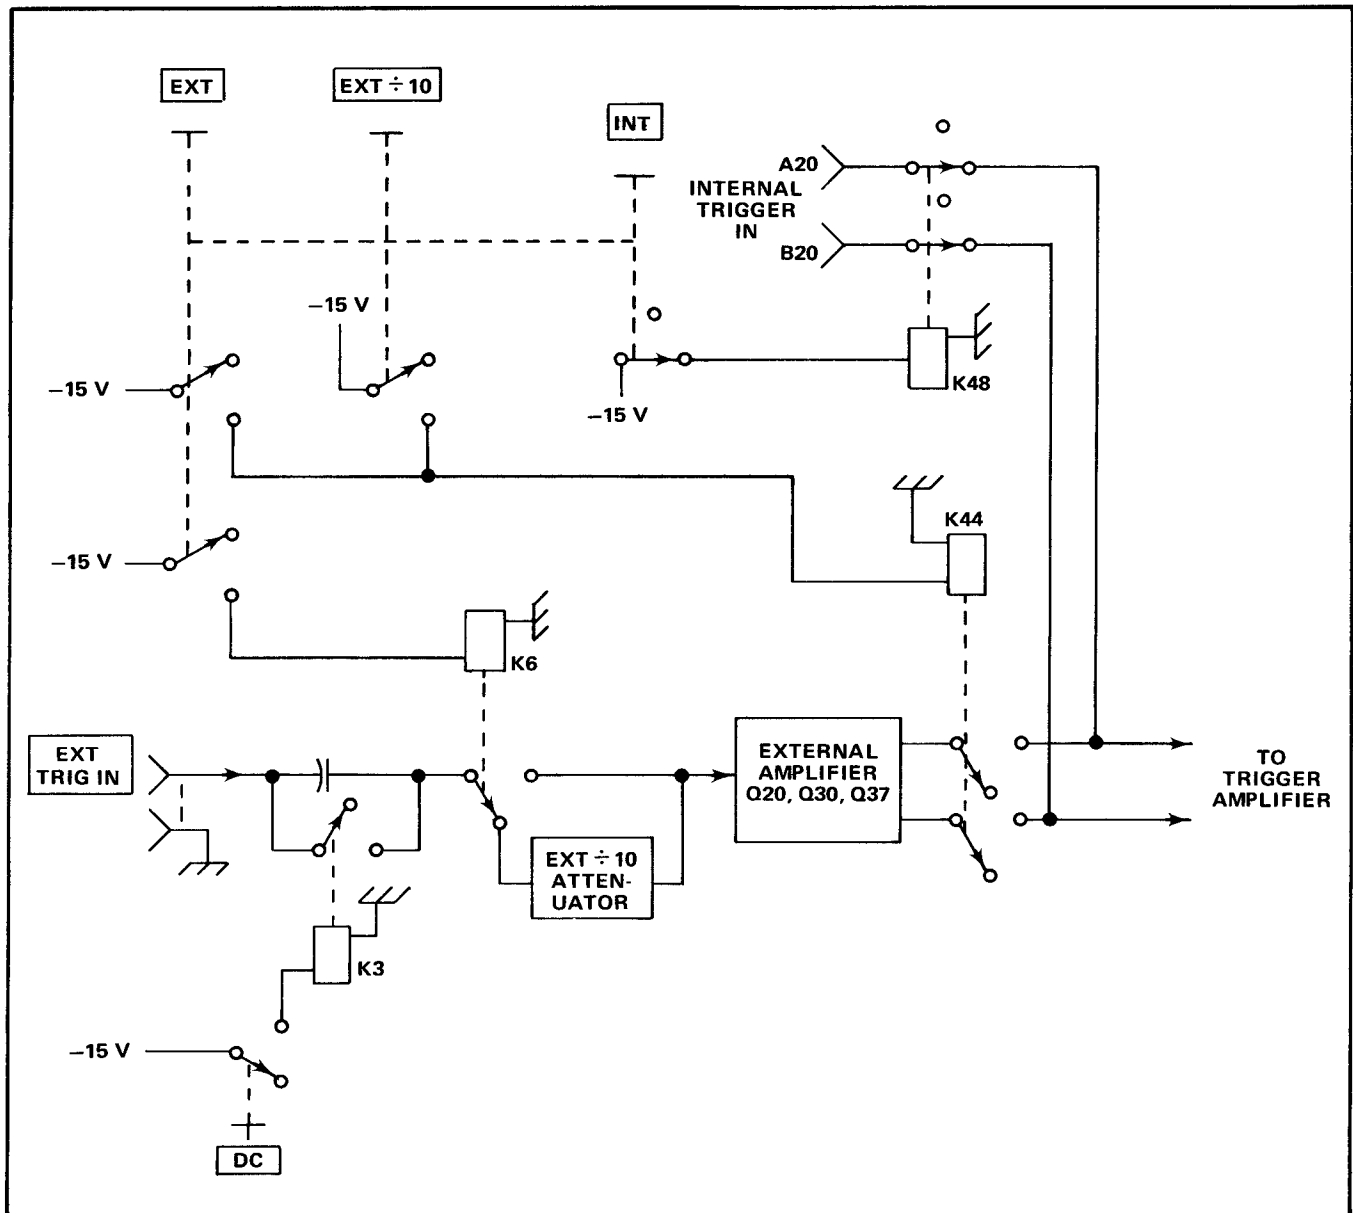 EXT
EXT ÷ 10
INT
A20
INTERNAL
TRIGGER
IN
B20
−15 V
−15 V
−15 V
K48
K44
−15 V
K6
EXT
TRIG IN
EXTERNAL
AMPLIFIER
Q20, Q30, Q37
TO
TRIGGER
AMPLIFIER
EXT ÷ 10
ATTEN-
UATOR
K3
−15 V
DC